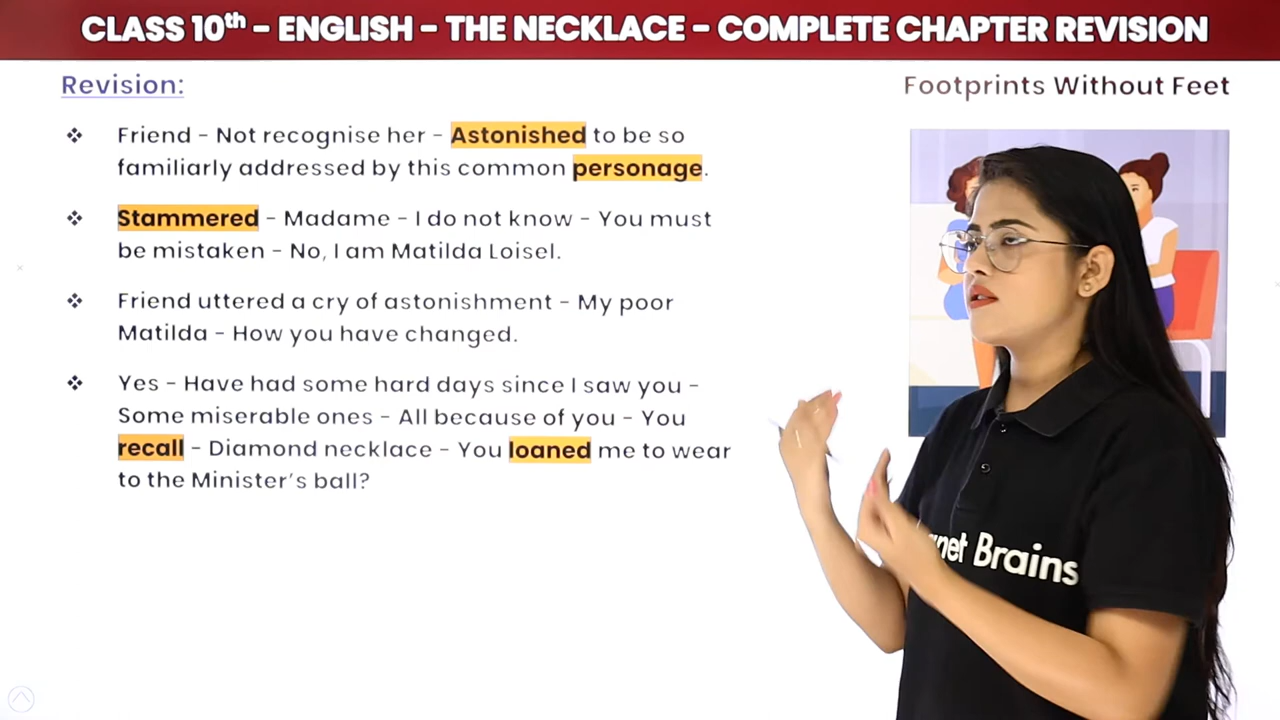 CLASS 10th - ENGLISH - THE NECKLACE - COMPLETE CHAPTER REVISION
Revision:
Footprints Without Feet
❖ Friend - Not recognise her - Astonished to be so
familiarly addressed by this common personage.
❖ Stammered - Madame - I do not know - You must
be mistaken - No, I am Matilda Loisel.
❖ Friend uttered a cry of astonishment - My poor
Matilda - How you have changed.
❖ Yes - Have had some hard days since I saw you -
Some miserable ones - All because of you - You
recall - Diamond necklace - You loaned me to wear
to the Minister's ball?
net Brains